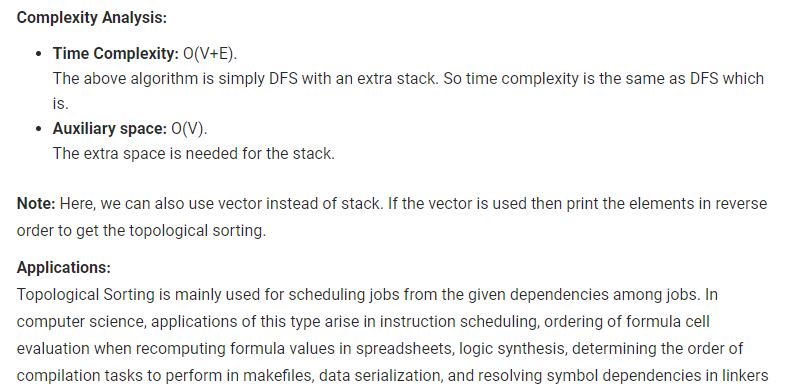 Complexity Analysis:
• Time Complexity: O(V+E).
The above algorithm is simply DFS with an extra stack. So time complexity is the same as DFS which
is.
• Auxiliary space: O(V).
The extra space is needed for the stack.
Note: Here, we can also use vector instead of stack. If the vector is used then print the elements in reverse
order to get the topological sorting.
Applications:
Topological Sorting is mainly used for scheduling jobs from the given dependencies among jobs. In
computer science, applications of this type arise in instruction scheduling, ordering of formula cell
evaluation when recomputing formula values in spreadsheets, logic synthesis, determining the order of
compilation tasks to perform in makefiles, data serialization, and resolving symbol dependencies in linkers